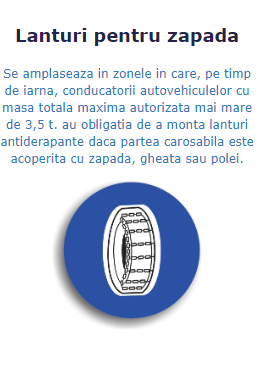 Lanturi pentru zapada
Se amplaseaza in zonele in care, pe timp
de iarna, conducatorii autovehiculelor cu
masa totala maxima autorizata mai mare
de 3,5 t. au obligatia de a monta lanturi
antiderapante daca partea carosabila este
acoperita cu zapada, gheata sau polei.